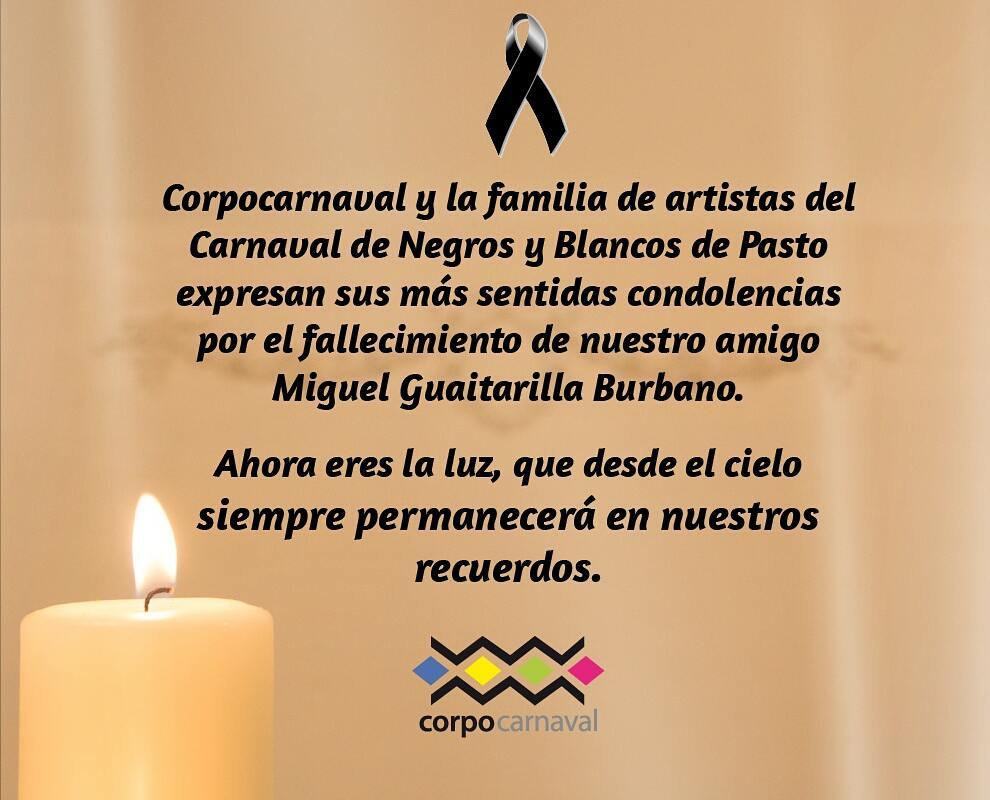 Corpocarnaval y la familia de artistas del
Carnaval de Negros y Blancos de Pasto
expresan sus más sentidas condolencias
por el fallecimiento de nuestro amigo
Miguel Guaitarilla Burbano.
Ahora eres la luz, que desde el cielo
siempre permanecerá en nuestros
recuerdos.
corpocarnaval